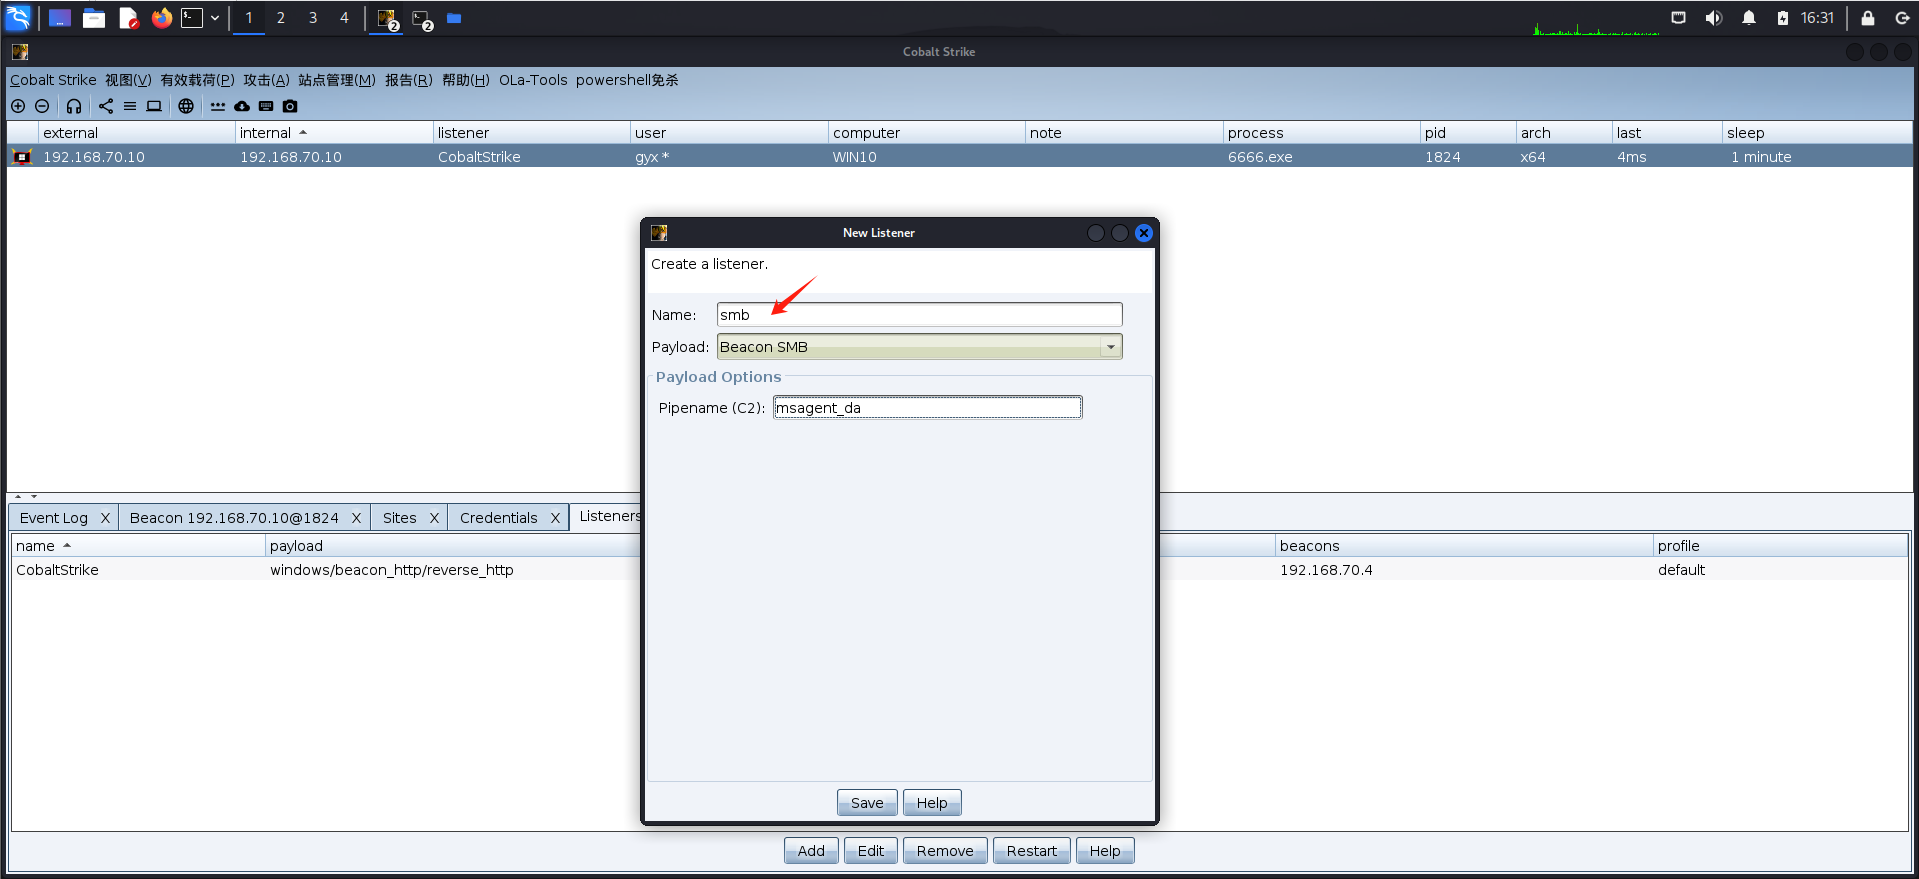 1 2 3 4 2 2 16:31
Cobalt Strike
Cobalt Strike 视图(V) 有效载荷(P) 攻击(A) 站点管理(M) 报告(R) 帮助(H) OLa-Tools powershell免杀
external internal listener user computer note process pid arch last sleep
192.168.70.10 192.168.70.10 CobaltStrike gyx * WIN10 6666.exe 1824 x64 4ms 1 minute
New Listener
Create a listener.
Name: smb
Payload: Beacon SMB
Payload Options
Pipename (C2): msagent_da
Save Help
Event Log X Beacon 192.168.70.10@1824 X Sites X Credentials X Listeners
name payload beacons profile
CobaltStrike windows/beacon_http/reverse_http 192.168.70.4 default
Add Edit Remove Restart Help